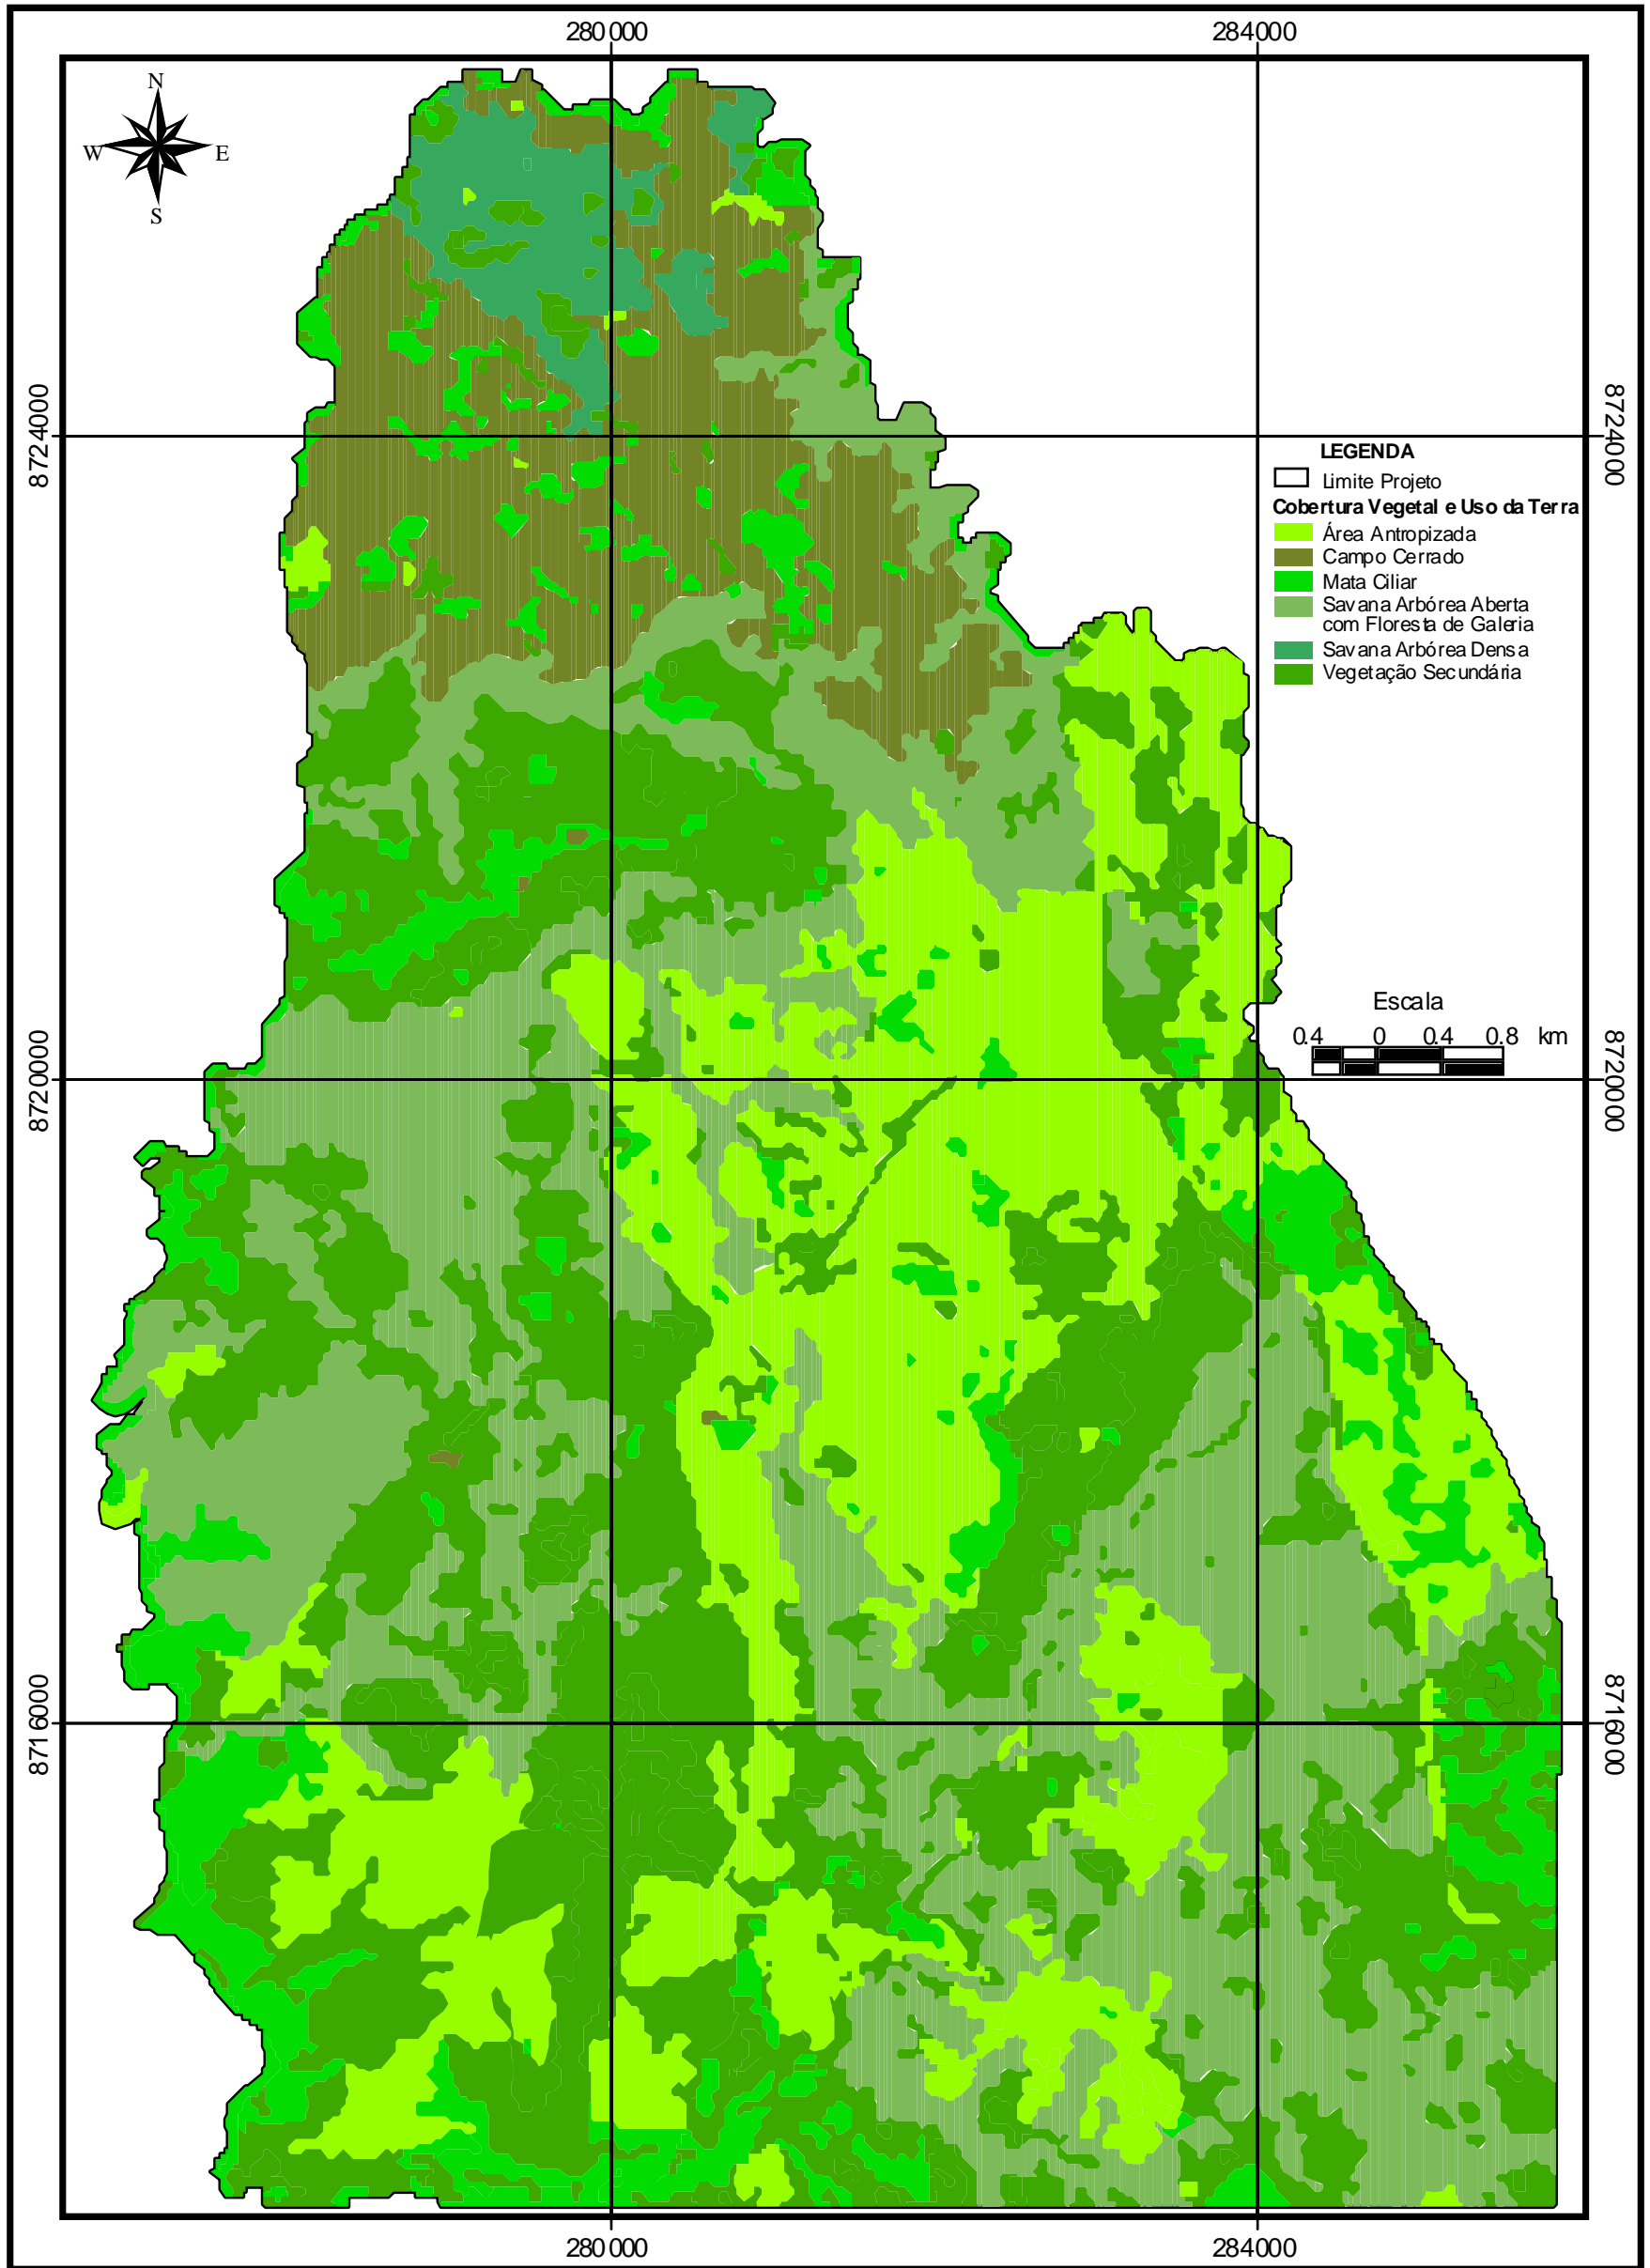 280000 284000
N
W E
S
8724000 8724000
LEGENDA
Limite Projeto
Cobertura Vegetal e Uso da Terra
Área Antropizada
Campo Cerrado
Mata Ciliar
Savana Arbórea Aberta
com Floresta de Galeria
Savana Arbórea Densa
Vegetação Secundária
Escala
0.4 0 0.4 0.8 km
8720000 8720000
8716000 8716000
280000 284000